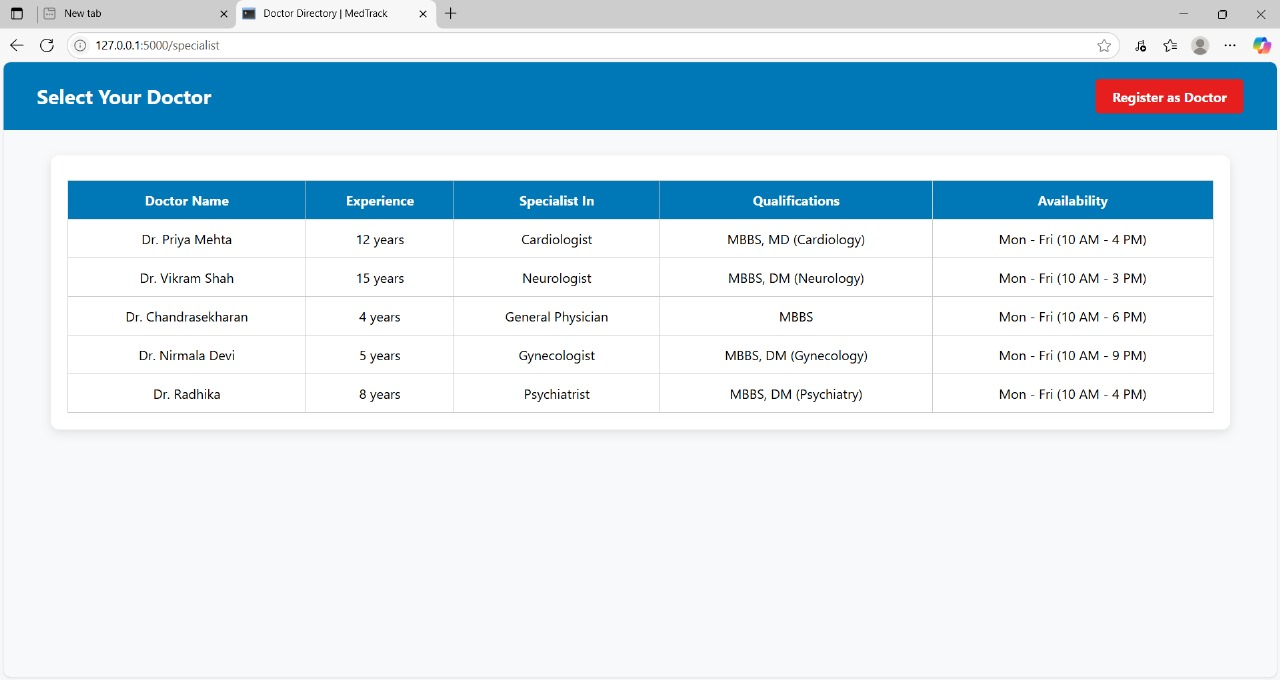 New tab
Doctor Directory | MedTrack
127.0.0.1:5000/specialist
Select Your Doctor
Register as Doctor
Doctor Name Experience Specialist In Qualifications Availability
Dr. Priya Mehta 12 years Cardiologist MBBS, MD (Cardiology) Mon - Fri (10 AM - 4 PM)
Dr. Vikram Shah 15 years Neurologist MBBS, DM (Neurology) Mon - Fri (10 AM - 3 PM)
Dr. Chandrasekharan 4 years General Physician MBBS Mon - Fri (10 AM - 6 PM)
Dr. Nirmala Devi 5 years Gynecologist MBBS, DM (Gynecology) Mon - Fri (10 AM - 9 PM)
Dr. Radhika 8 years Psychiatrist MBBS, DM (Psychiatry) Mon - Fri (10 AM - 4 PM)